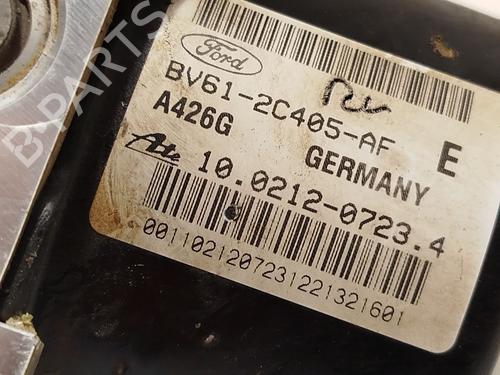 Ford
BV61-2C405-AF E
A426G GERMANY
Ate 10.0212-0723.4
00110212072312213216​01
B-PARTS